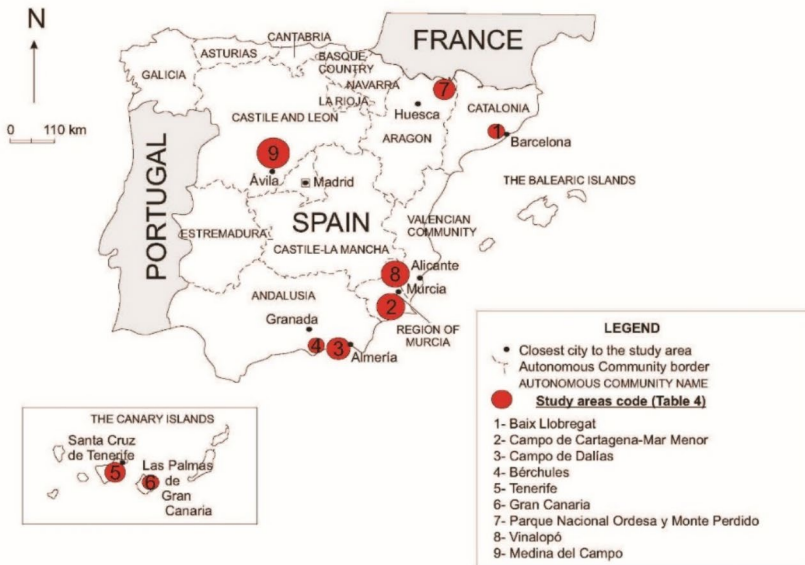 N
0 110 km
FRANCE
CANTABRIA
ASTURIAS
BASQUE
COUNTRY
GALICIA
NAVARRA
LA RIOJA
7
Huesca
CATALONIA
CASTILE AND LEON
ARAGON
1
Barcelona
9
Ávila
Madrid
THE BALEARIC ISLANDS
PORTUGAL
SPAIN
ESTREMADURA
VALENCIAN
COMMUNITY
CASTILE-LA MANCHA
8
Alicante
Murcia
2
ANDALUSIA
Granada
REGION OF
MURCIA
4
3
Almería
THE CANARY ISLANDS
Santa Cruz
de Tenerife
5
Las Palmas
de
Gran
Canaria
6
LEGEND
Closest city to the study area
Autonomous Community border
AUTONOMOUS COMMUNITY NAME
Study areas code (Table 4)
1- Baix Llobregat
2- Campo de Cartagena-Mar Menor
3- Campo de Dalías
4- Bérchules
5- Tenerife
6- Gran Canaria
7- Parque Nacional Ordesa y Monte Perdido
8- Vinalopó
9- Medina del Campo